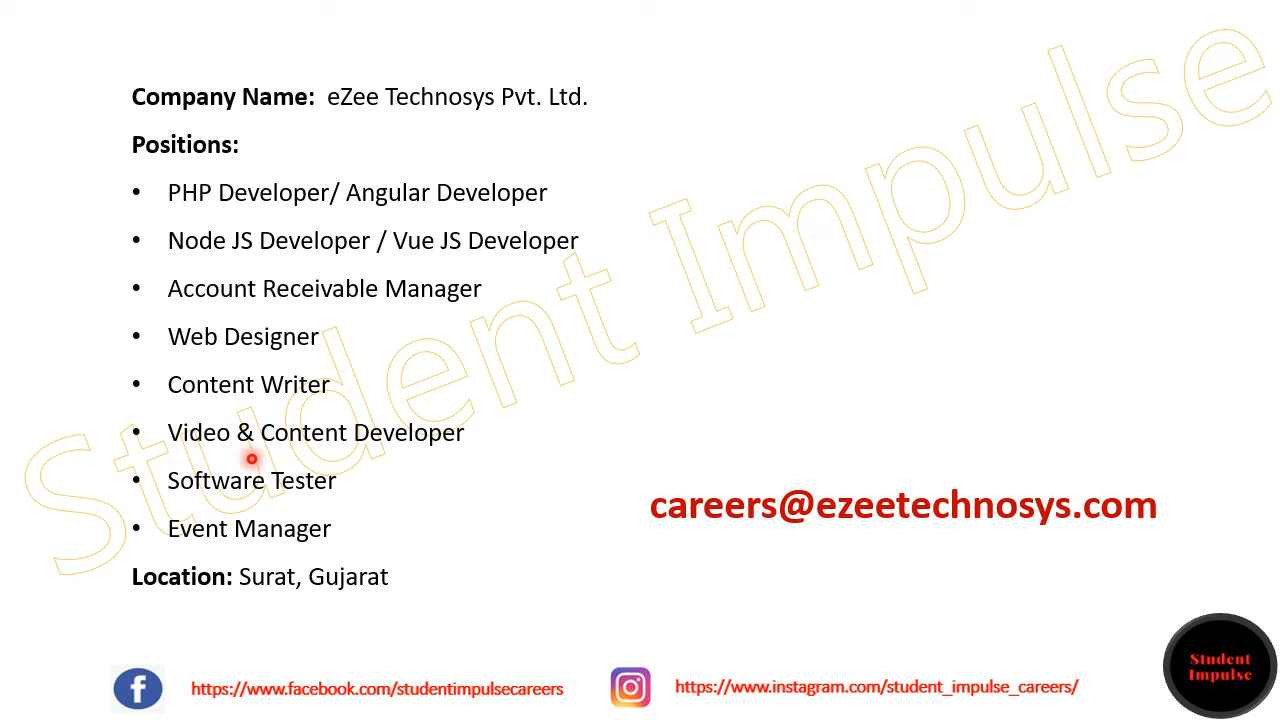 Company Name: eZee Technosys Pvt. Ltd.
Positions:
• PHP Developer/ Angular Developer
• Node JS Developer / Vue JS Developer
• Account Receivable Manager
• Web Designer
• Content Writer
• Video & Content Developer
• Software Tester
• Event Manager
Location: Surat, Gujarat
careers@ezeetechnosys.com
Student Impulse
https://www.facebook.com/studentimpulsecareers
https://www.instagram.com/student_impulse_careers/
Student
Impulse